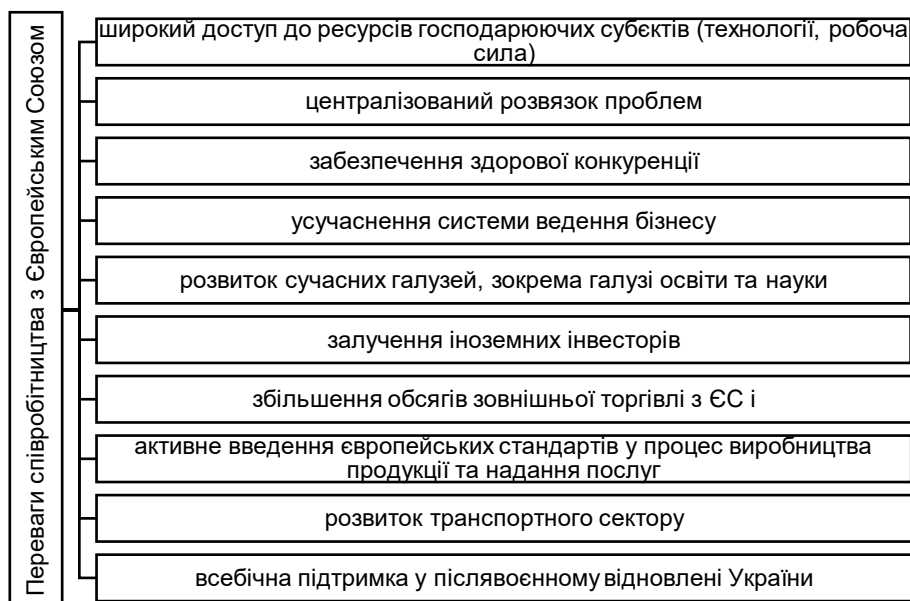 Переваги співробітництва з Європейським Союзом
широкий доступ до ресурсів господарюючих субєктів (технології, робоча
сила)
централізований розвязок проблем
забезпечення здорової конкуренції
усучаснення системи ведення бізнесу
розвиток сучасних галузей, зокрема галузі освіти та науки
залучення іноземних інвесторів
збільшення обсягів зовнішньої торгівлі з ЄС і
активне введення європейських стандартів у процес виробництва
продукції та надання послуг
розвиток транспортного сектору
всебічна підтримка у післявоєнному відновлені України